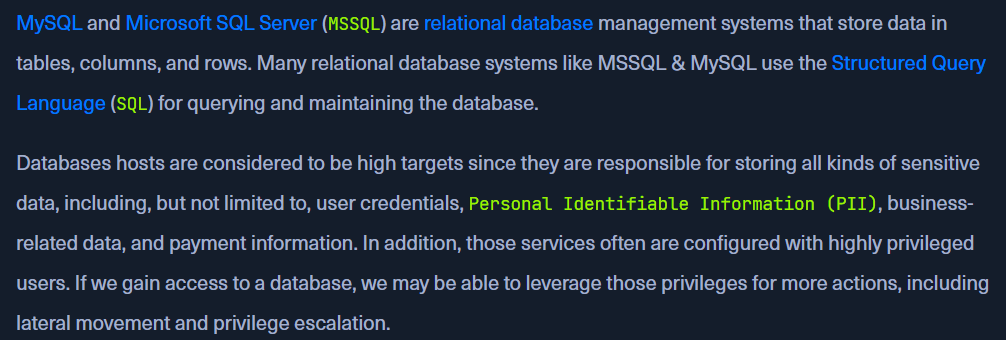 MySQL and Microsoft SQL Server (MSSQL) are relational database management systems that store data in
tables, columns, and rows. Many relational database systems like MSSQL & MySQL use the Structured Query
Language (SQL) for querying and maintaining the database.
Databases hosts are considered to be high targets since they are responsible for storing all kinds of sensitive
data, including, but not limited to, user credentials, Personal Identifiable Information (PII), business-
related data, and payment information. In addition, those services often are configured with highly privileged
users. If we gain access to a database, we may be able to leverage those privileges for more actions, including
lateral movement and privilege escalation.